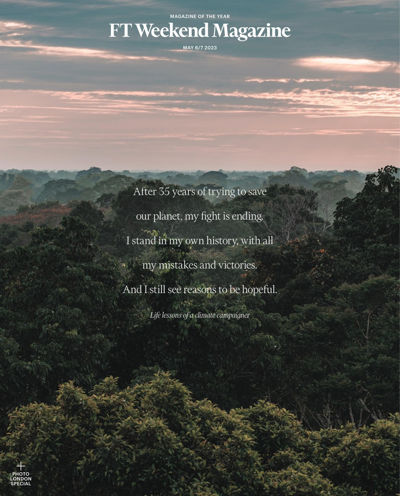 MAGAZINE OF THE YEAR
FT Weekend Magazine
MAY 6/7 2023
After 35 years of trying to save
our planet, my fight is ending.
I stand in my own history, with all
my mistakes and victories.
And I still see reasons to be hopeful.
Life lessons of a climate campaigner
+
PHOTO
LONDON
SPECIAL